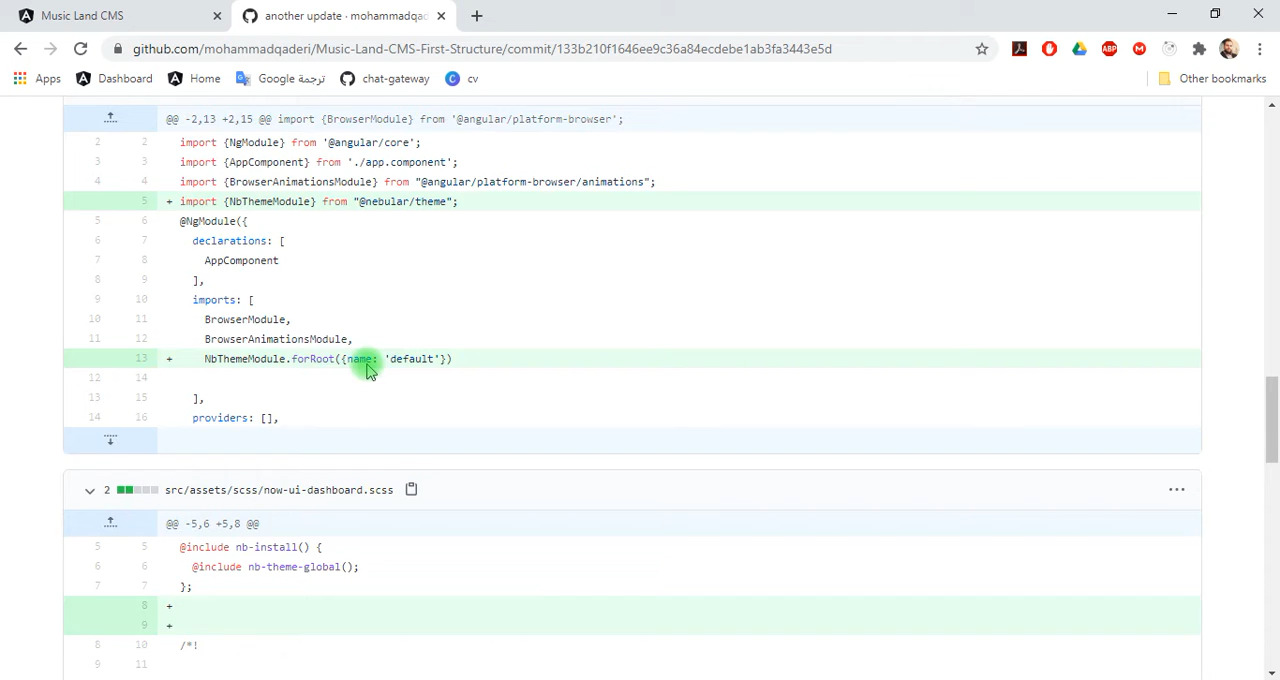 Music Land CMS
another update · mohammadqad
github.com/mohammadqaderi/Music-Land-CMS-First-Structure/commit/133b210f1646ee9c36a84ecdebe1ab3fa3443e5d
ABP
M
Apps
Dashboard
Home
Google ترجمة
chat-gateway
C
cv
Other bookmarks
@@ -2,13 +2,15 @@ import {BrowserModule} from '@angular/platform-browser';
2 2 import {NgModule} from '@angular/core';
3 3 import {AppComponent} from './app.component';
4 4 import {BrowserAnimationsModule} from "@angular/platform-browser/animations";
5 + import {NbThemeModule} from "@nebular/theme";
5 6 @NgModule({
6 7 declarations: [
7 8 AppComponent
8 9 ],
9 10 imports: [
10 11 BrowserModule,
11 12 BrowserAnimationsModule,
13 + NbThemeModule.forRoot({name: 'default'})
12 14
13 15 ],
14 16 providers: [],
2 src/assets/scss/now-ui-dashboard.scss
@@ -5,6 +5,8 @@
5 5 @include nb-install() {
6 6 @include nb-theme-global();
7 7 };
8 +
9 +
8 10 /*!
9 11